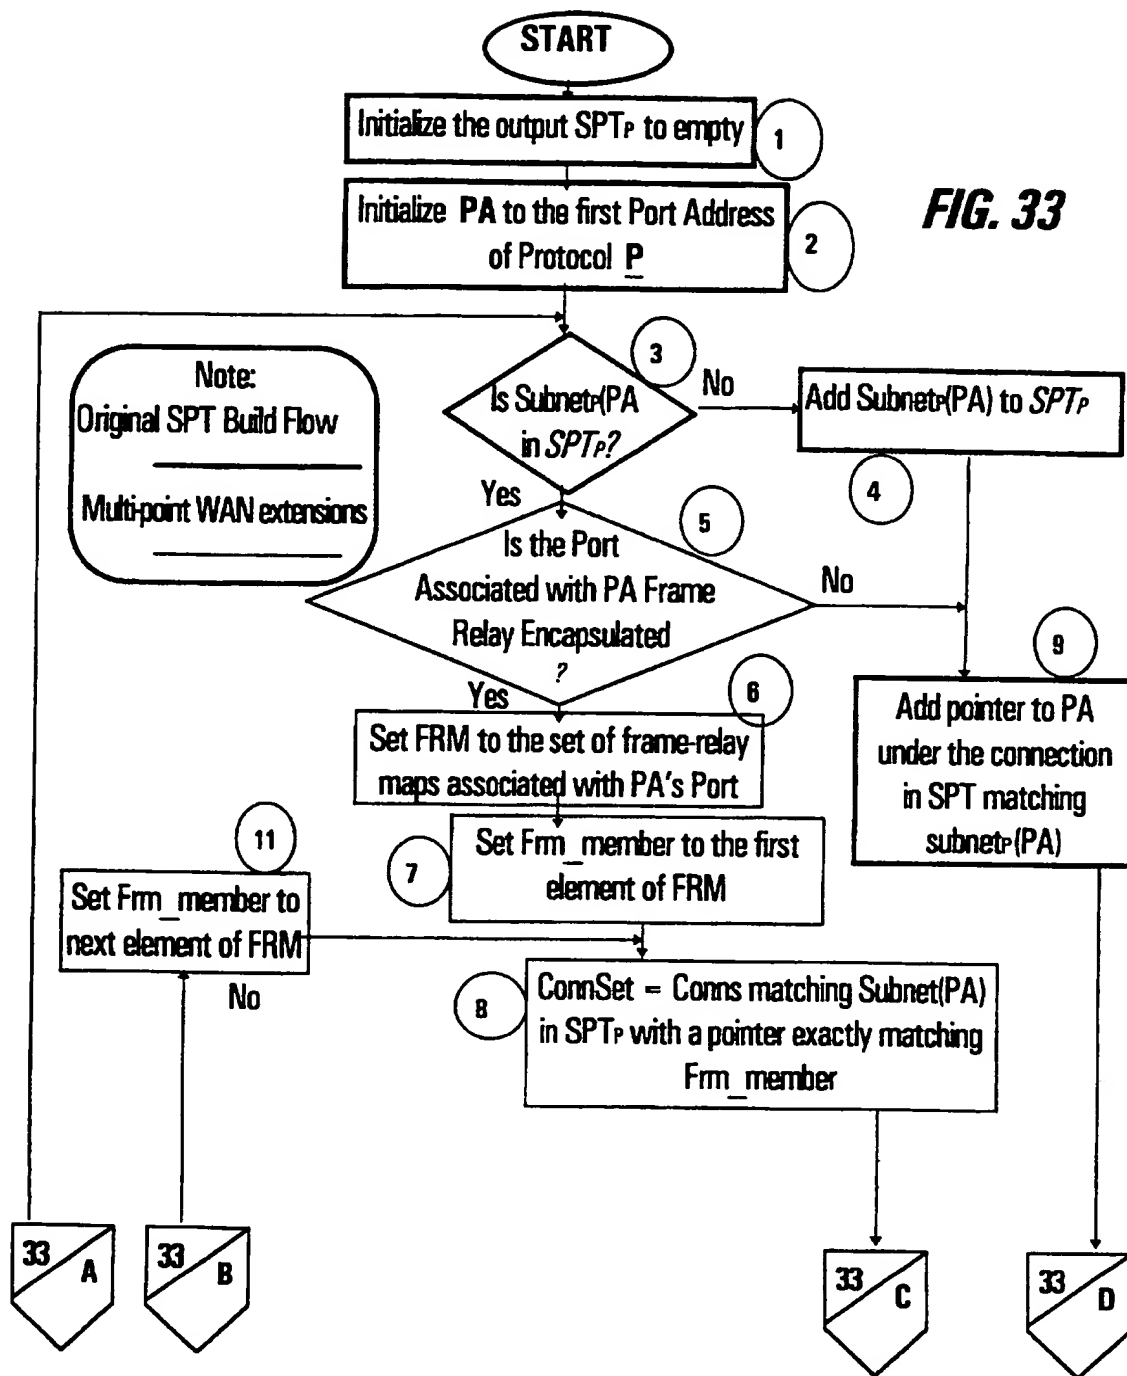 START
Initialize the output SPTP to empty
1
Initialize PA to the first Port Address
of Protocol P
2
FIG. 33
Note:
Original SPT Build Flow
Multi-point WAN extensions
3
Is SubnetP(PA
in SPTP?
No
Add SubnetP(PA) to SPTP
4
Yes
5
Is the Port
Associated with PA Frame
Relay Encapsulated
?
No
Yes
6
Set FRM to the set of frame-relay
maps associated with PA's Port
9
Add pointer to PA
under the connection
in SPT matching
subnetP(PA)
7
Set Frm_member to the first
element of FRM
11
Set Frm_member to
next element of FRM
No
8
ConnSet = Conns matching Subnet(PA)
in SPTP with a pointer exactly matching
Frm_member
33 A
33 B
33 C
33 D